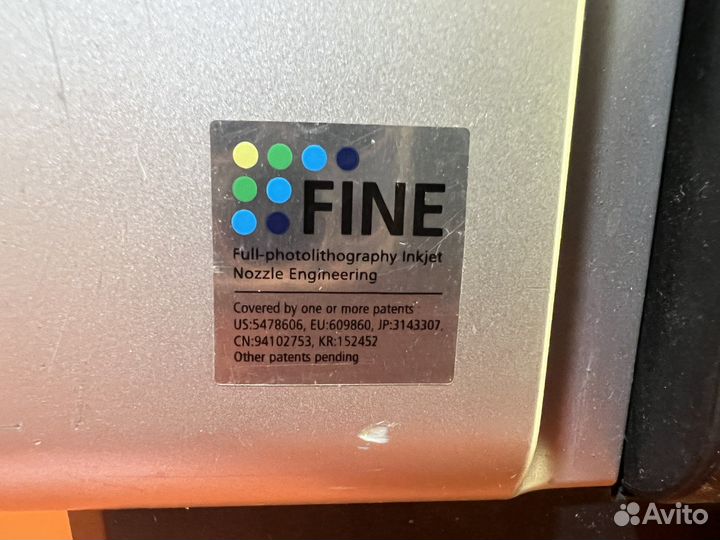 FINE
Full-photolithography Inkjet
Nozzle Engineering
Covered by one or more patents
US:5478606, EU:609860, JP:3143307,
CN:94102753, KR:152452
Other patents pending
Avito